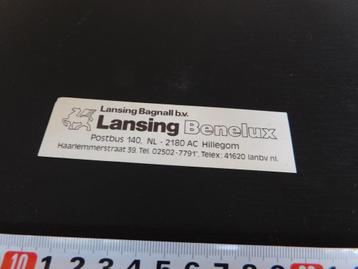 Lansing Bagnall b.v.
Lansing Benelux
Postbus 140, NL - 2180 AC Hillegom
Haarlemmerstraat 39, Tel. 02502-7791*, Telex: 41620 lanbv nl.
10 1 2 3 4 5 6 7 8 9